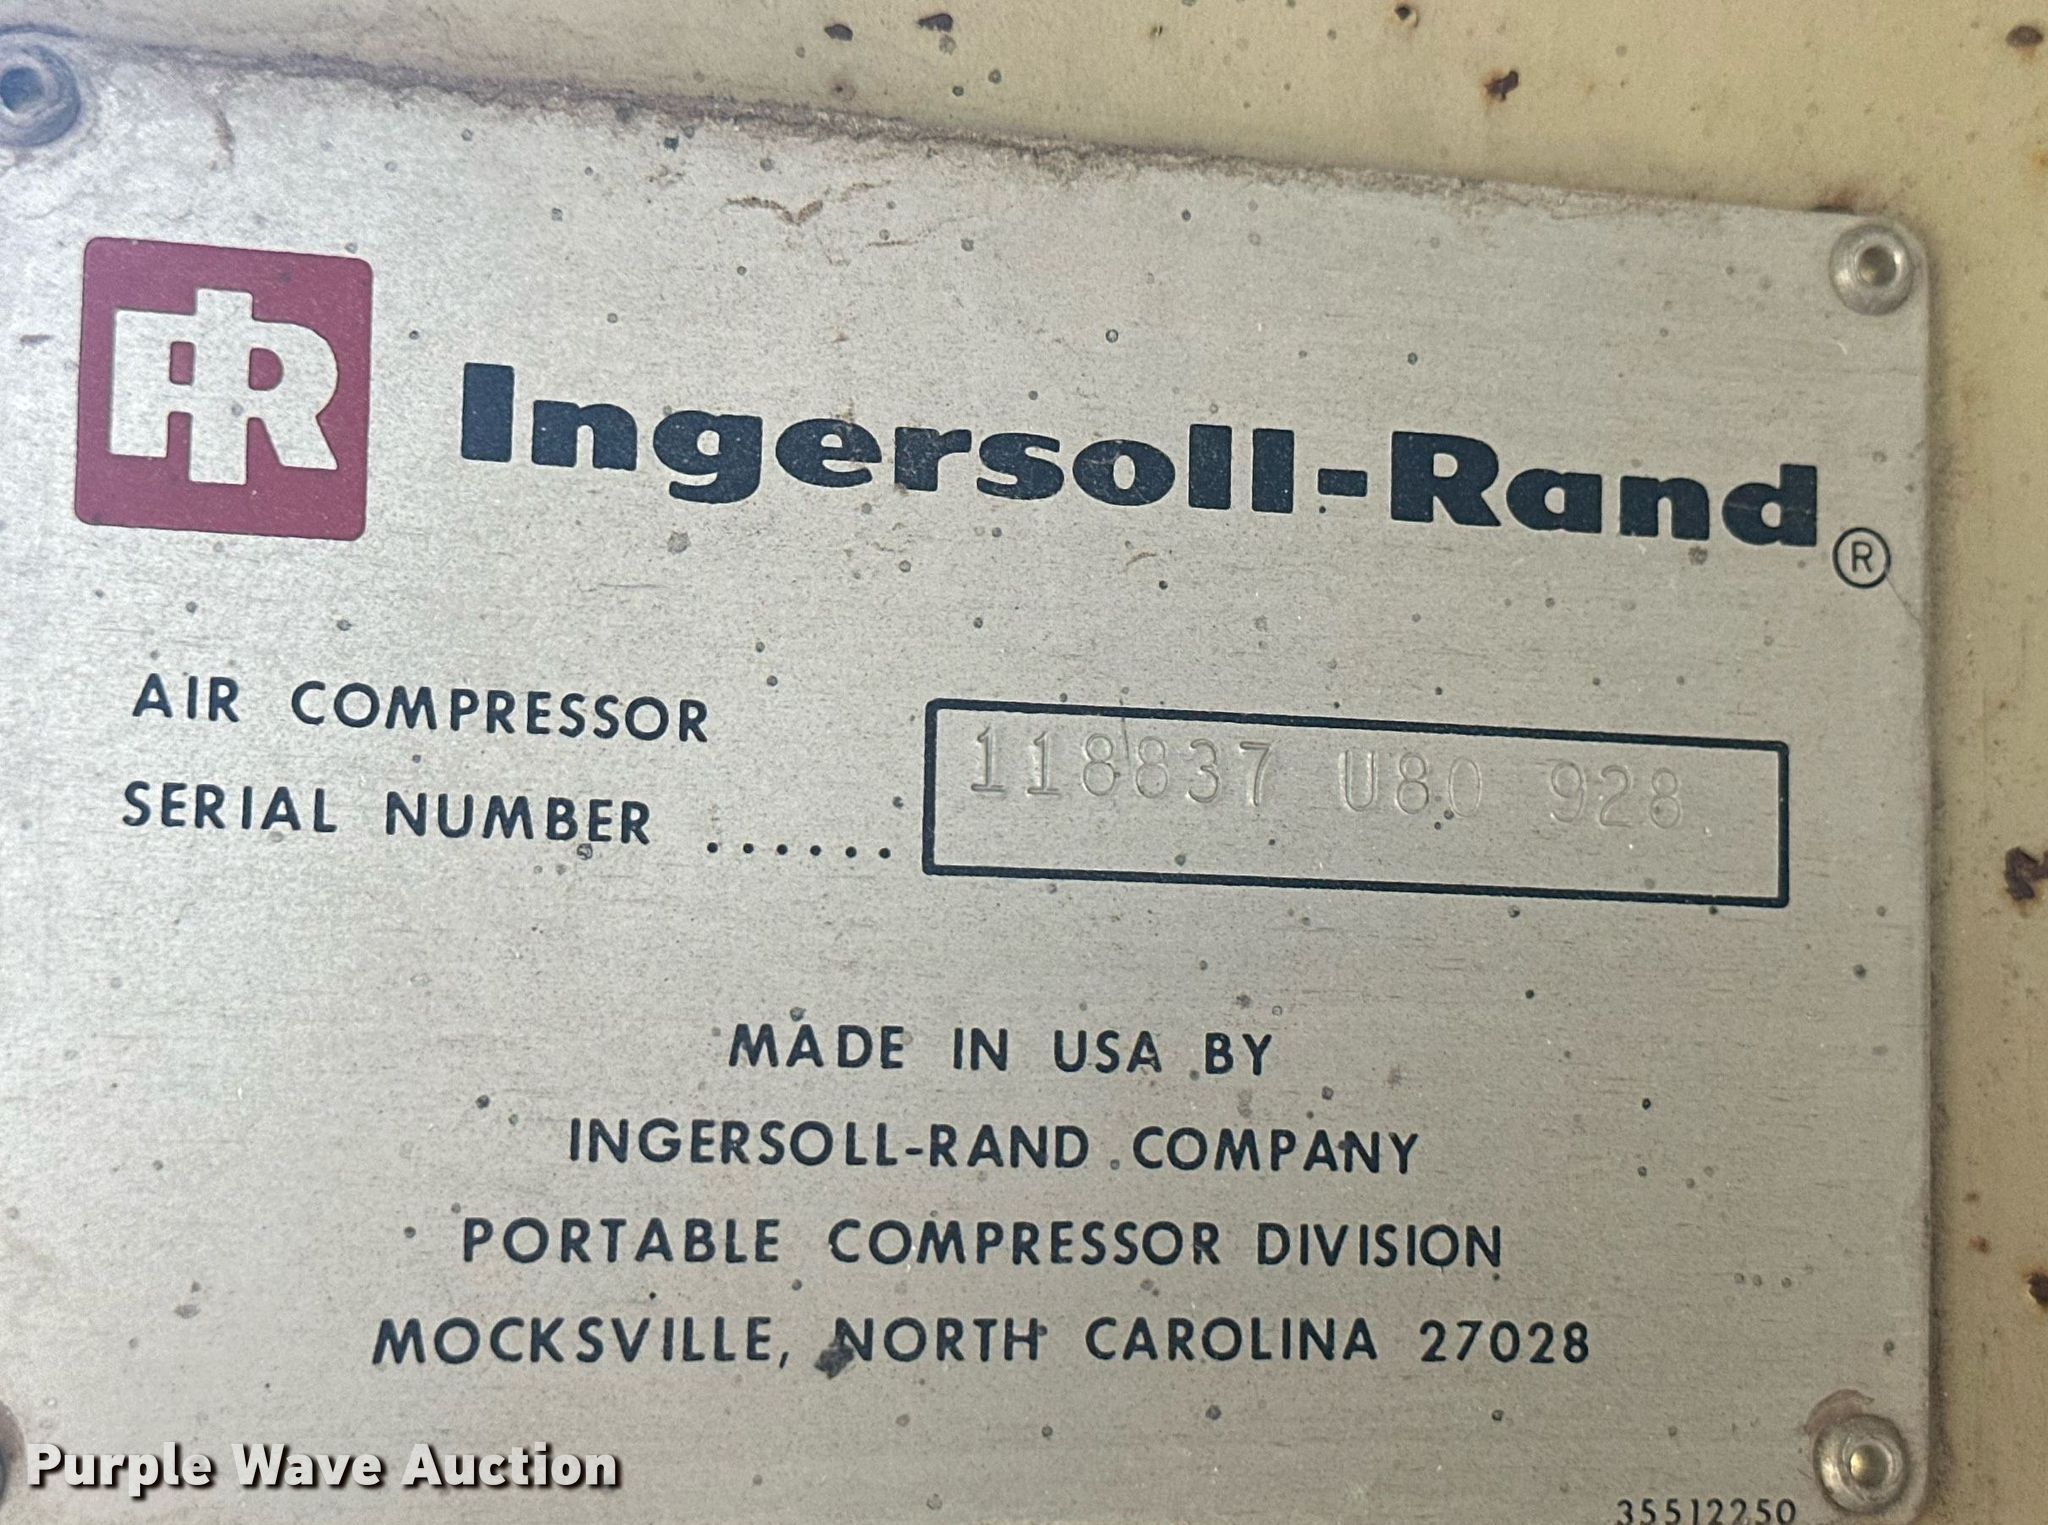 IR
Ingersoll-Rand®
AIR COMPRESSOR
SERIAL NUMBER ...... 118837 U80 928
MADE IN USA BY
INGERSOLL-RAND COMPANY
PORTABLE COMPRESSOR DIVISION
MOCKSVILLE, NORTH CAROLINA 27028
Purple Wave Auction
35512250